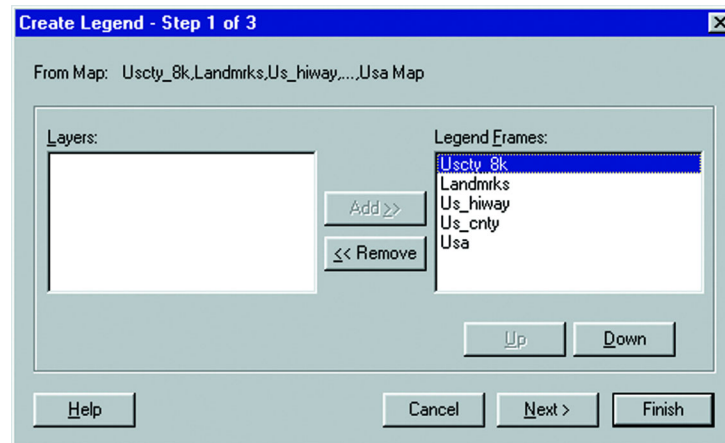 Create Legend - Step 1 of 3
From Map: Uscty_8k,Landmrks,Us_hiway,...,Usa Map
Layers:
Legend Frames:
Uscty_8k
Landmrks
Us_hiway
Us_cnty
Usa
Add >>
<< Remove
Up
Down
Help
Cancel
Next >
Finish